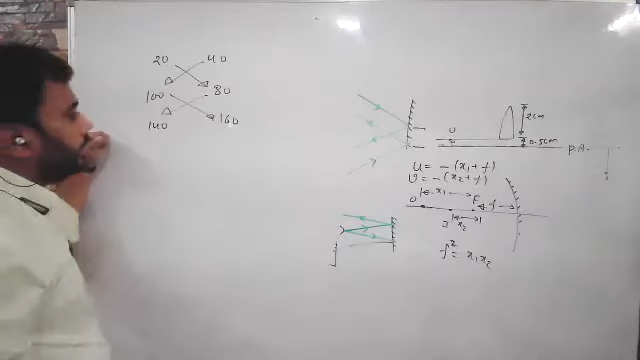 20 40
100 80
140 160
2cm
0.5cm
P.A.
u = -(x₁ + f)
v = -(x₂ + f)
x₁
O F f
I x₂
f² = x₁x₂